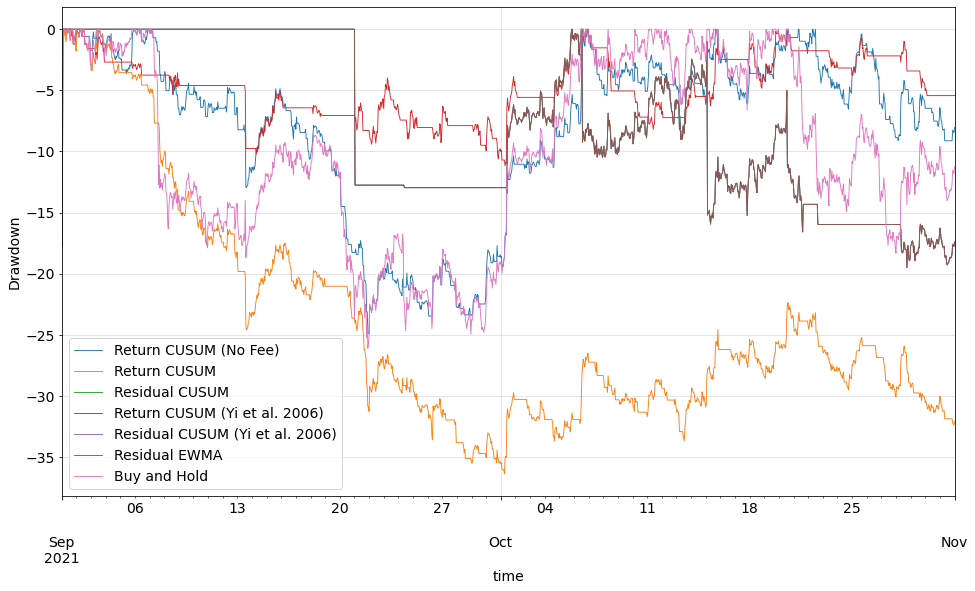 0
−5
−10
−15
−20
−25
−30
−35
Drawdown
Return CUSUM (No Fee)
Return CUSUM
Residual CUSUM
Return CUSUM (Yi et al. 2006)
Residual CUSUM (Yi et al. 2006)
Residual EWMA
Buy and Hold
06 13 20 27 04 11 18 25
Sep Oct Nov
2021
time